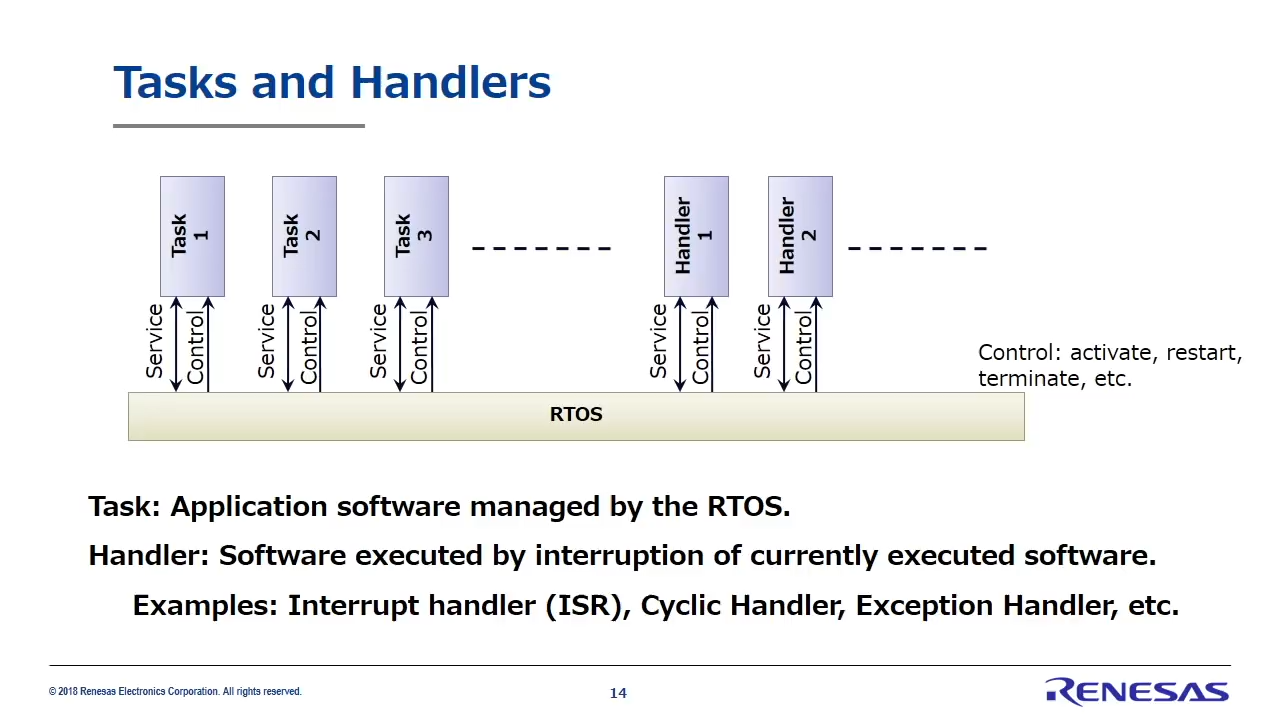 Tasks and Handlers
Task
1
Task
2
Task
3
Handler
1
Handler
2
Service
Control
Service
Control
Service
Control
Service
Control
Service
Control
Control: activate, restart,
terminate, etc.
RTOS
Task: Application software managed by the RTOS.
Handler: Software executed by interruption of currently executed software.
Examples: Interrupt handler (ISR), Cyclic Handler, Exception Handler, etc.
© 2018 Renesas Electronics Corporation. All rights reserved.
14
RENESAS